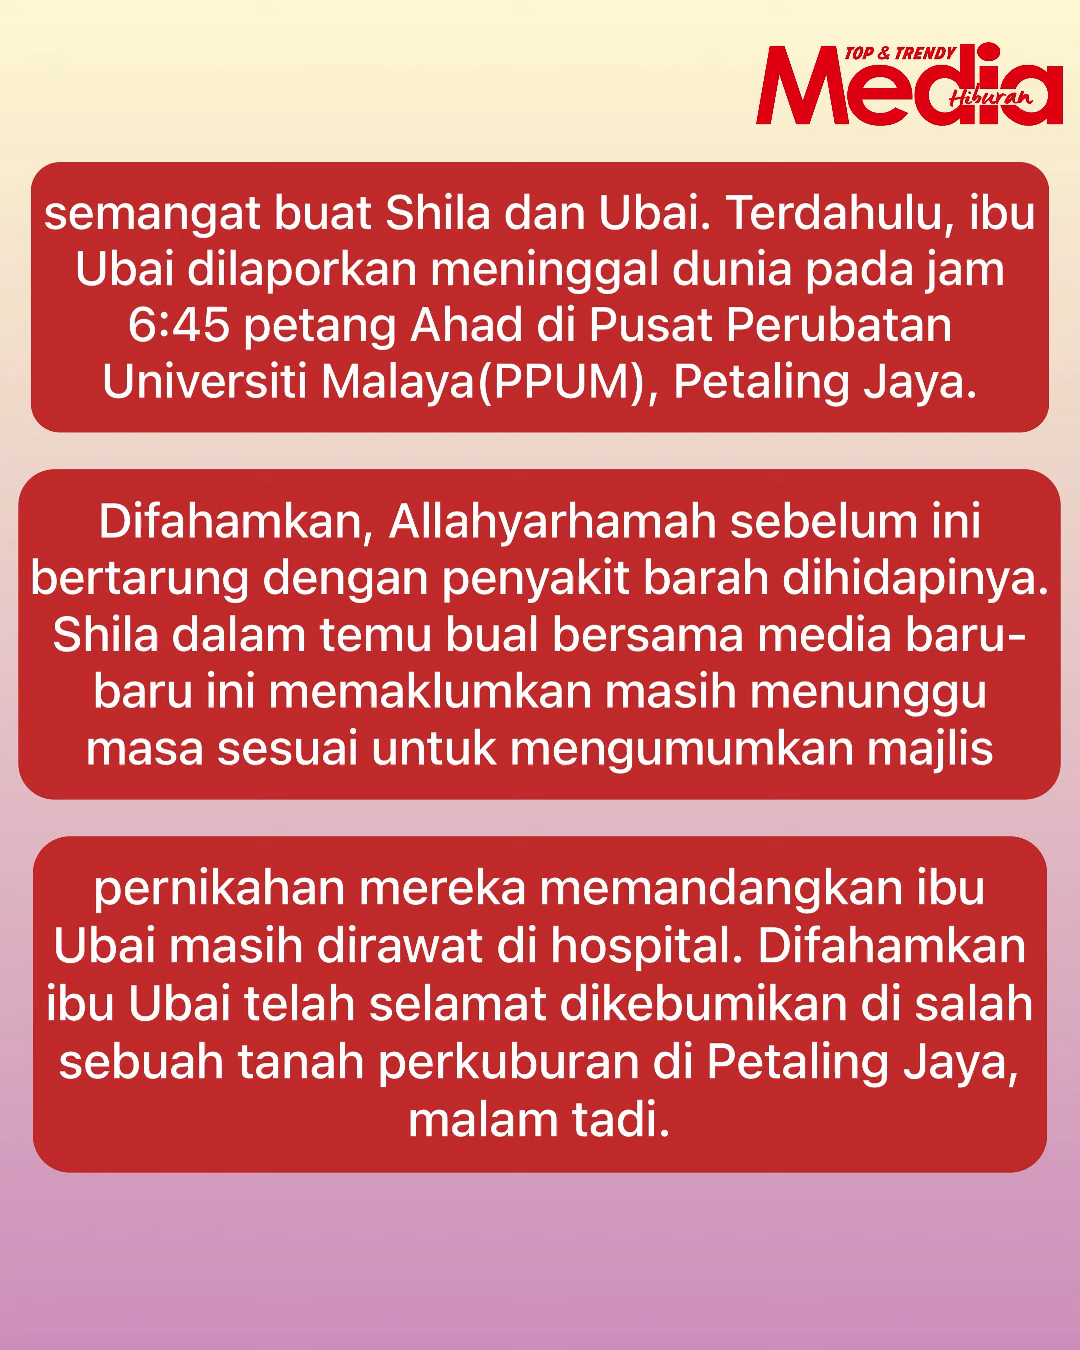 TOP & TRENDY
Media
Hiburan
semangat buat Shila dan Ubai. Terdahulu, ibu
Ubai dilaporkan meninggal dunia pada jam
6:45 petang Ahad di Pusat Perubatan
Universiti Malaya(PPUM), Petaling Jaya.
Difahamkan, Allahyarhamah sebelum ini
bertarung dengan penyakit barah dihidapinya.
Shila dalam temu bual bersama media baru-
baru ini memaklumkan masih menunggu
masa sesuai untuk mengumumkan majlis
pernikahan mereka memandangkan ibu
Ubai masih dirawat di hospital. Difahamkan
ibu Ubai telah selamat dikebumikan di salah
sebuah tanah perkuburan di Petaling Jaya,
malam tadi.